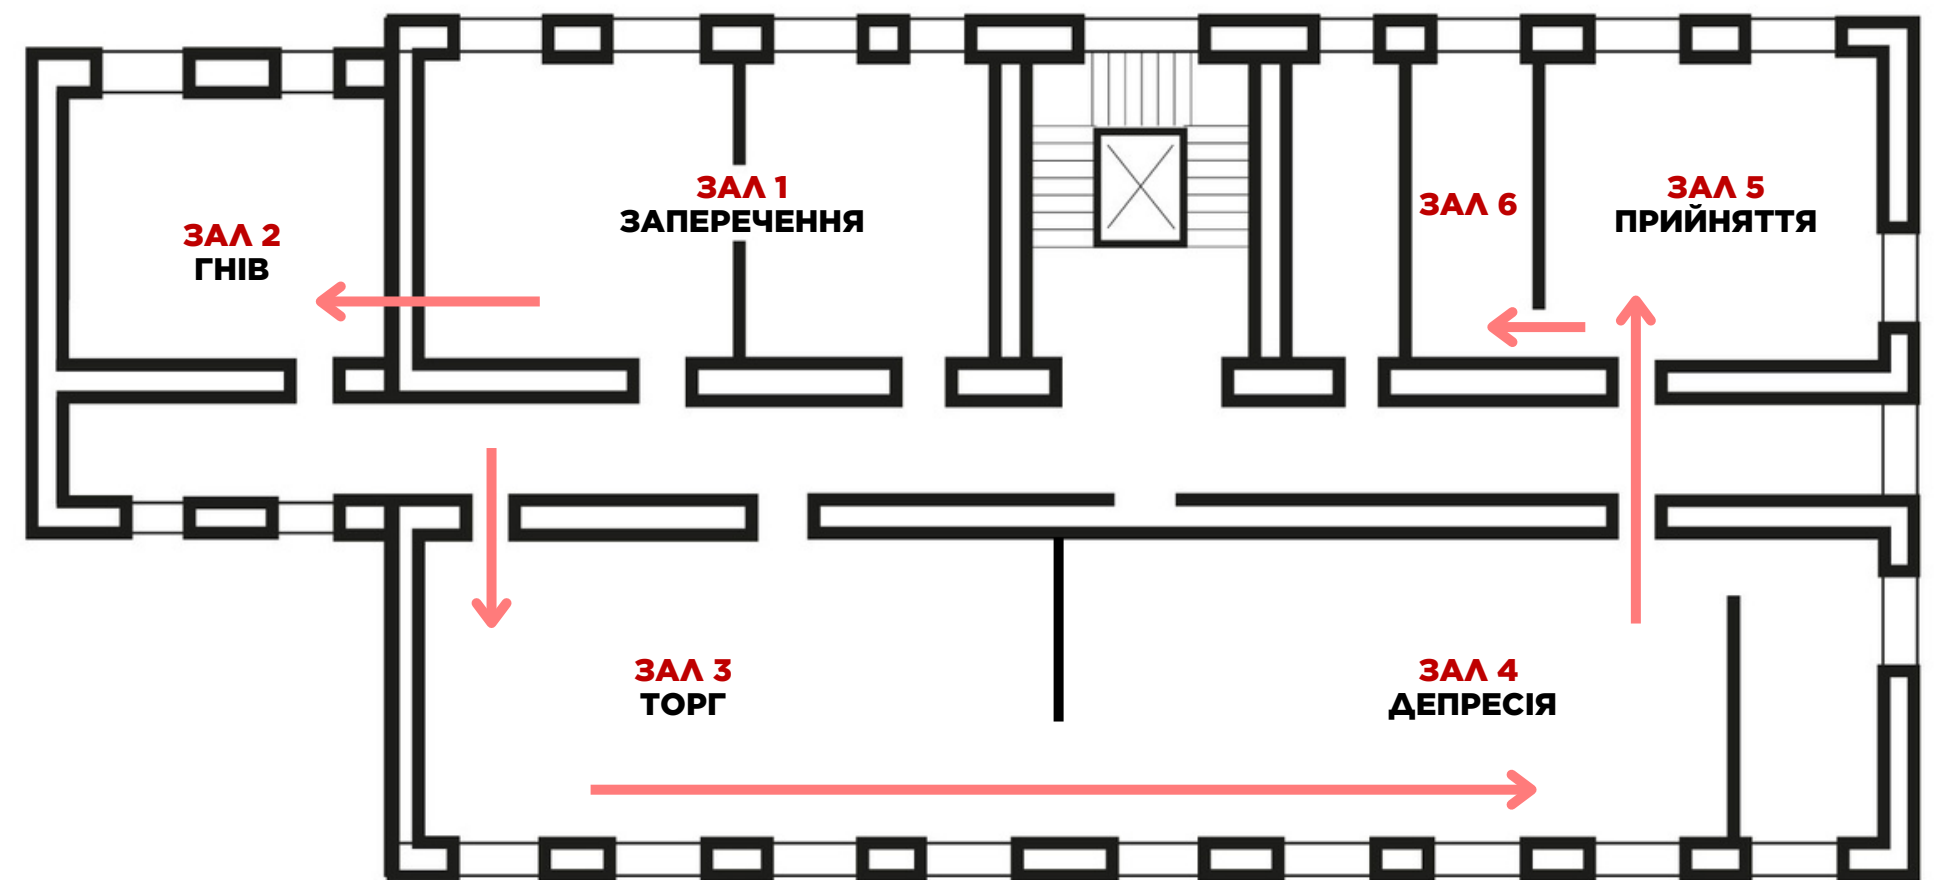 ЗАЛ 1
ЗАПЕРЕЧЕННЯ
ЗАЛ 2
ГНІВ
ЗАЛ 6
ЗАЛ 5
ПРИЙНЯТТЯ
ЗАЛ 3
ТОРГ
ЗАЛ 4
ДЕПРЕСІЯ